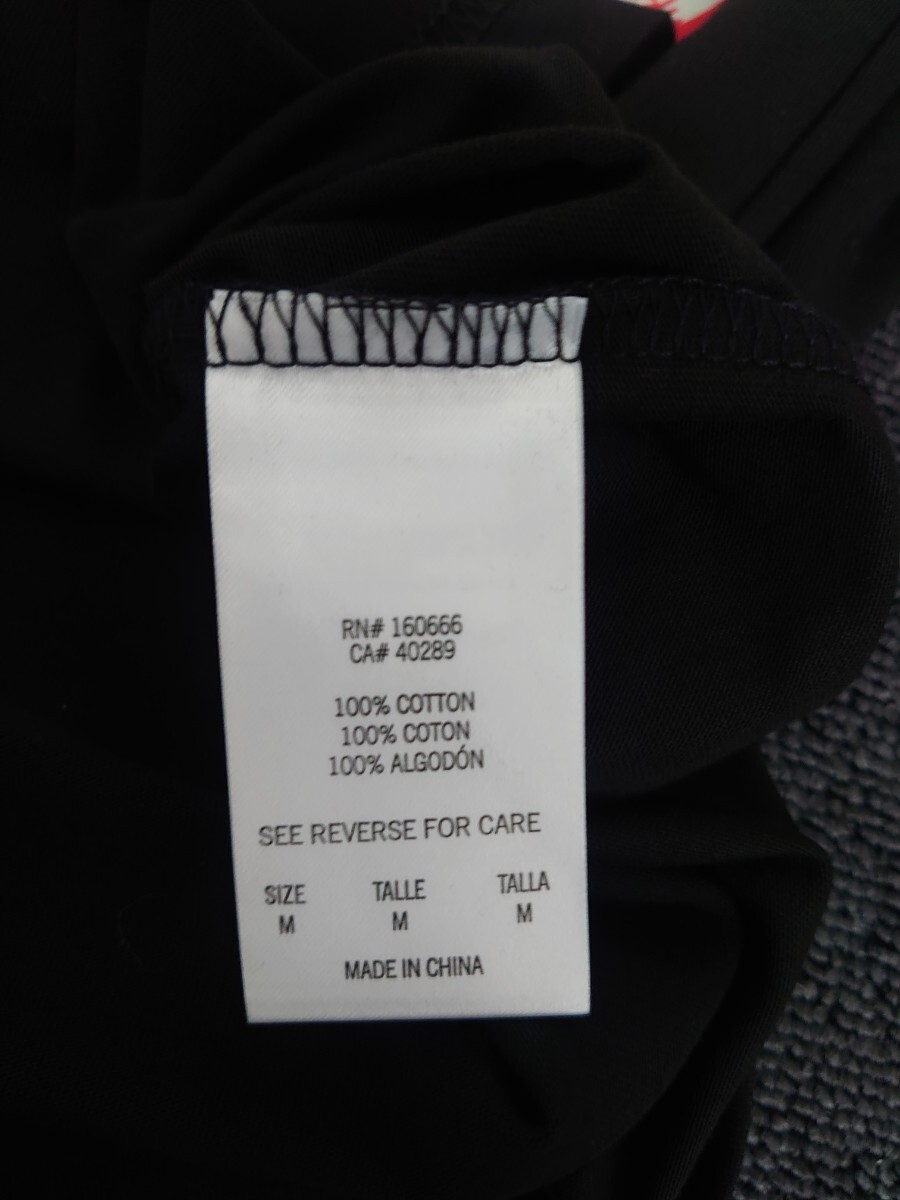 RN# 160666
CA# 40289
100% COTTON
100% COTON
100% ALGODÓN
SEE REVERSE FOR CARE
SIZE TALLE TALLA
M M M
MADE IN CHINA